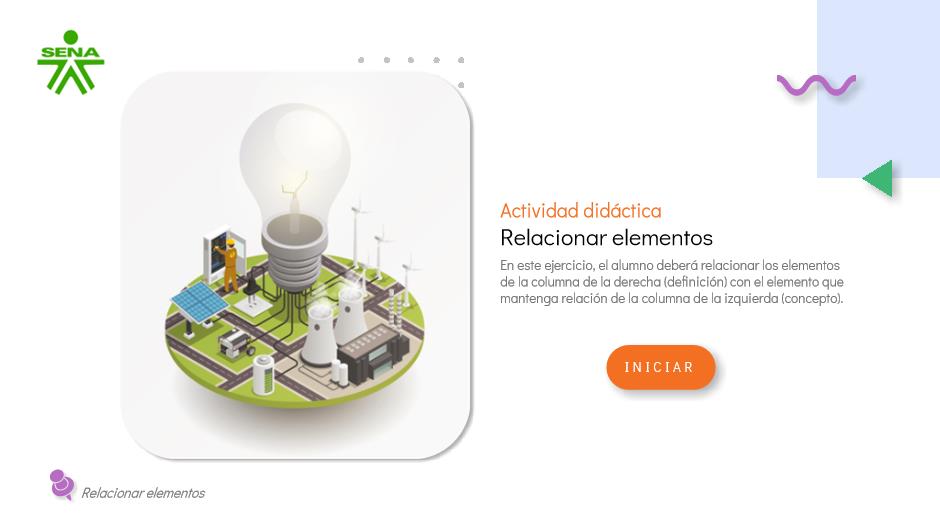 SENA
Actividad didáctica
Relacionar elementos
En este ejercicio, el alumno deberá relacionar los elementos
de la columna de la derecha (definición) con el elemento que
mantenga relación de la columna de la izquierda (concepto).
INICIAR
Relacionar elementos